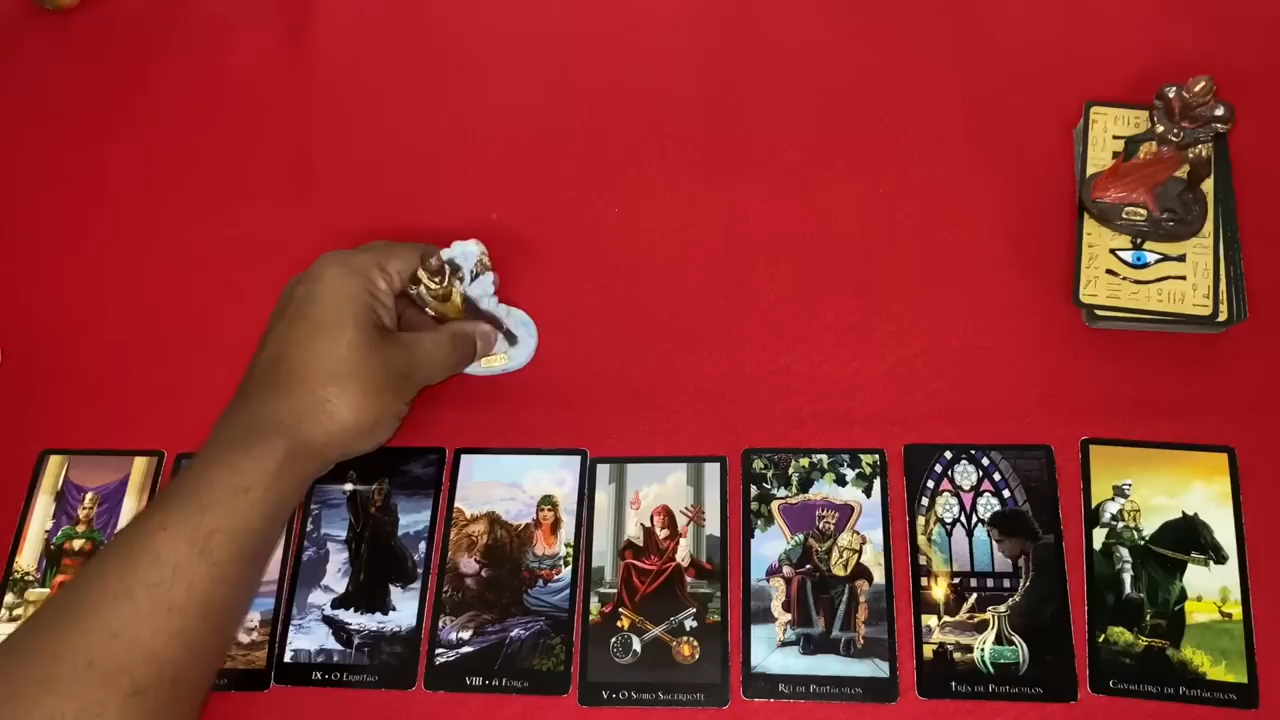 IX • O Ermitão
VIII • A Força
V • O Sumo Sacerdote
Rei de Pentáculos
Três de Pentáculos
Cavaleiro de Pentáculos